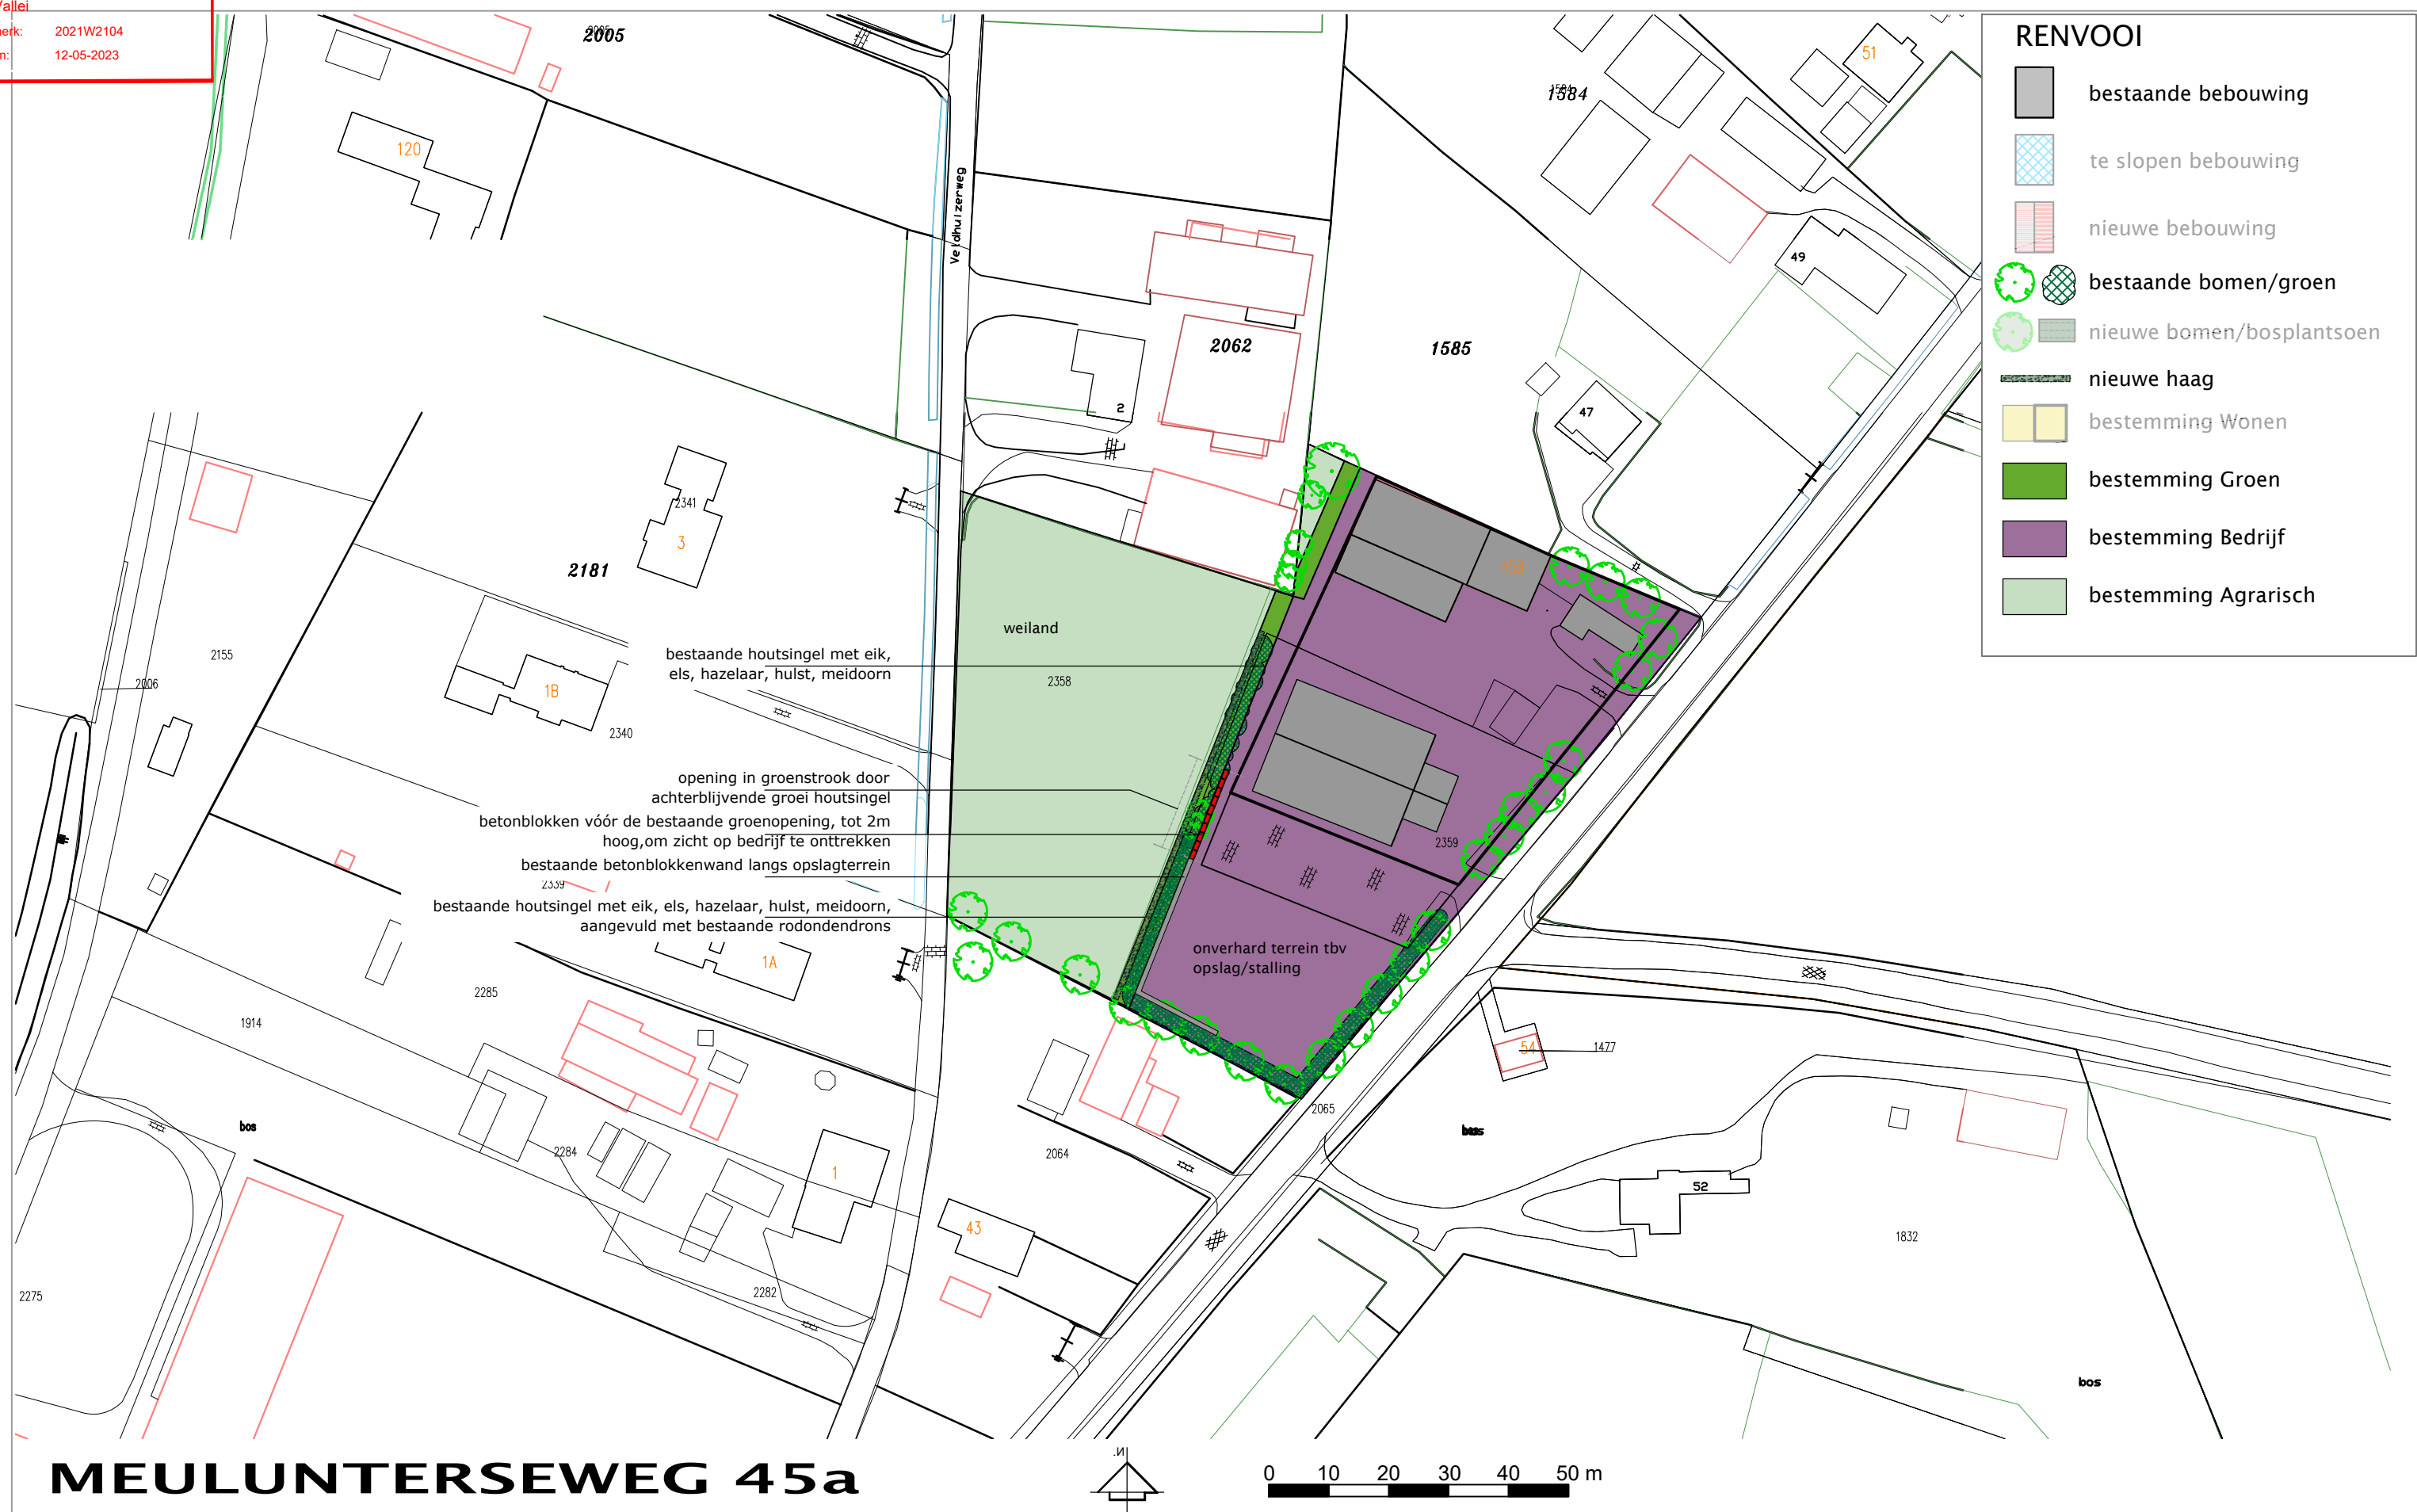 /allei
2021W2104
12-05-2023
RENVOOI
bestaande bebouwing
te slopen bebouwing
nieuwe bebouwing
bestaande bomen/groen
nieuwe bomen/bosplantsoen
nieuwe haag
bestemming Wonen
bestemming Groen
bestemming Bedrijf
bestemming Agrarisch
2005
1584
51
120
Veldhuizerweg
49
2062
1585
2
47
2341
3
2181
weiland
2358
2155
2006
1B
2340
bestaande houtsingel met eik,
els, hazelaar, hulst, meidoorn
opening in groenstrook door
achterblijvende groei houtsingel
betonblokken vóór de bestaande groenopening, tot 2m
hoog,om zicht op bedrijf te onttrekken
bestaande betonblokkenwand langs opslagterrein
2339
bestaande houtsingel met eik, els, hazelaar, hulst, meidoorn,
aangevuld met bestaande rodondendrons
2359
onverhard terrein tbv
opslag/stalling
1A
2285
1914
54
1477
2065
bos
bos
2284
2064
1
52
43
1832
2282
2275
bos
MEULUNTERSEWEG 45a
N.
0 10 20 30 40 50 m